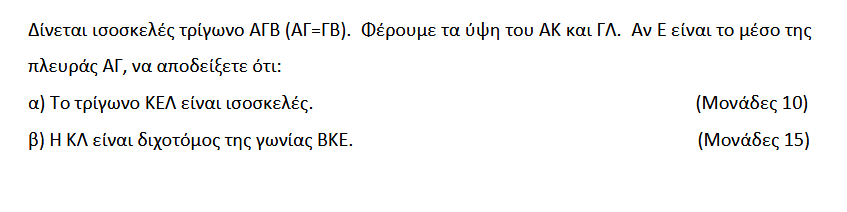 Δίνεται ισοσκελές τρίγωνο ΑΓΒ (ΑΓ=ΓΒ). Φέρουμε τα ύψη του ΑΚ και ΓΛ. Αν Ε είναι το μέσο της
πλευράς ΑΓ, να αποδείξετε ότι:
α) Το τρίγωνο ΚΕΛ είναι ισοσκελές. (Μονάδες 10)
β) Η ΚΛ είναι διχοτόμος της γωνίας ΒΚΕ. (Μονάδες 15)